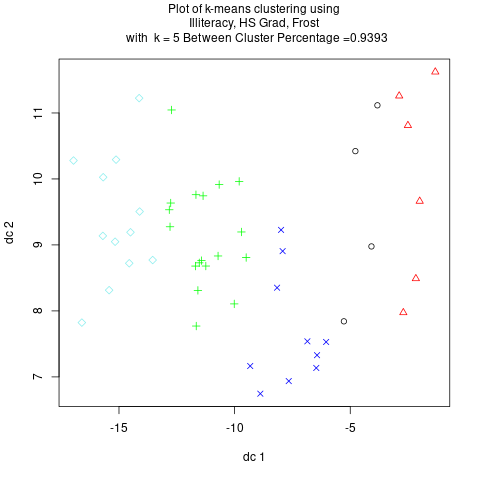 Plot of k-means clustering using
Illiteracy, HS Grad, Frost
with  k = 5 Between Cluster Percentage =0.9393
11
10
9
8
7
dc 2
-15
-10
-5
dc 1